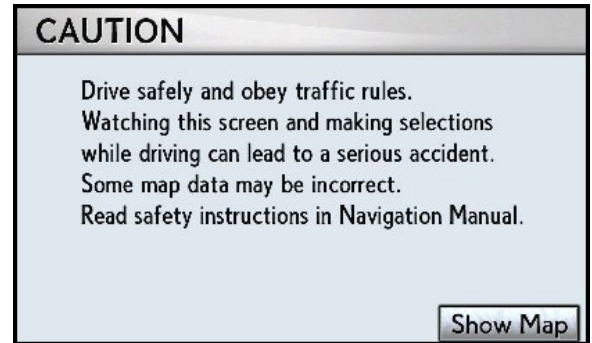 CAUTION
Drive safely and obey traffic rules.
Watching this screen and making selections
while driving can lead to a serious accident.
Some map data may be incorrect.
Read safety instructions in Navigation Manual.
Show Map